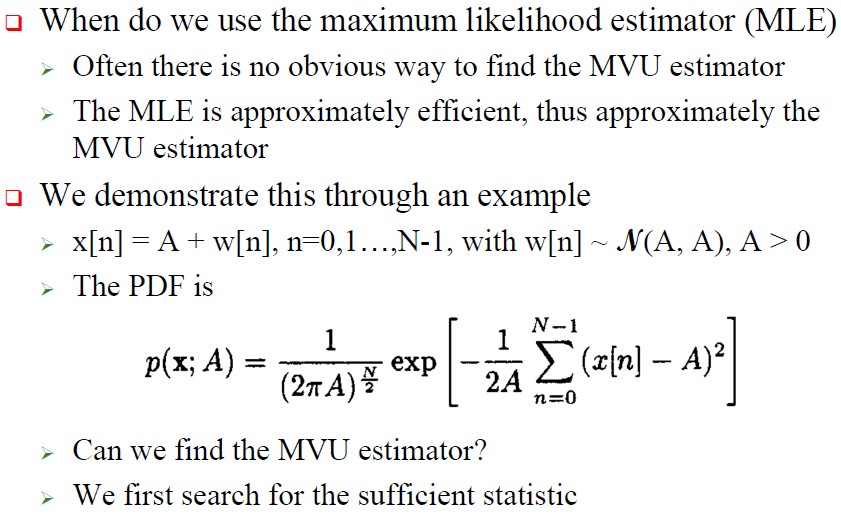 When do we use the maximum likelihood estimator (MLE)
Often there is no obvious way to find the MVU estimator
The MLE is approximately efficient, thus approximately the
MVU estimator
We demonstrate this through an example
x[n] = A + w[n], n=0,1…,N-1, with w[n] ~ 𝒩(A, A), A > 0
The PDF is
p(x; A) = 1/(2πA)^(N/2) exp[-1/(2A) ∑_{n=0}^{N-1} (x[n] - A)²]
Can we find the MVU estimator?
We first search for the sufficient statistic